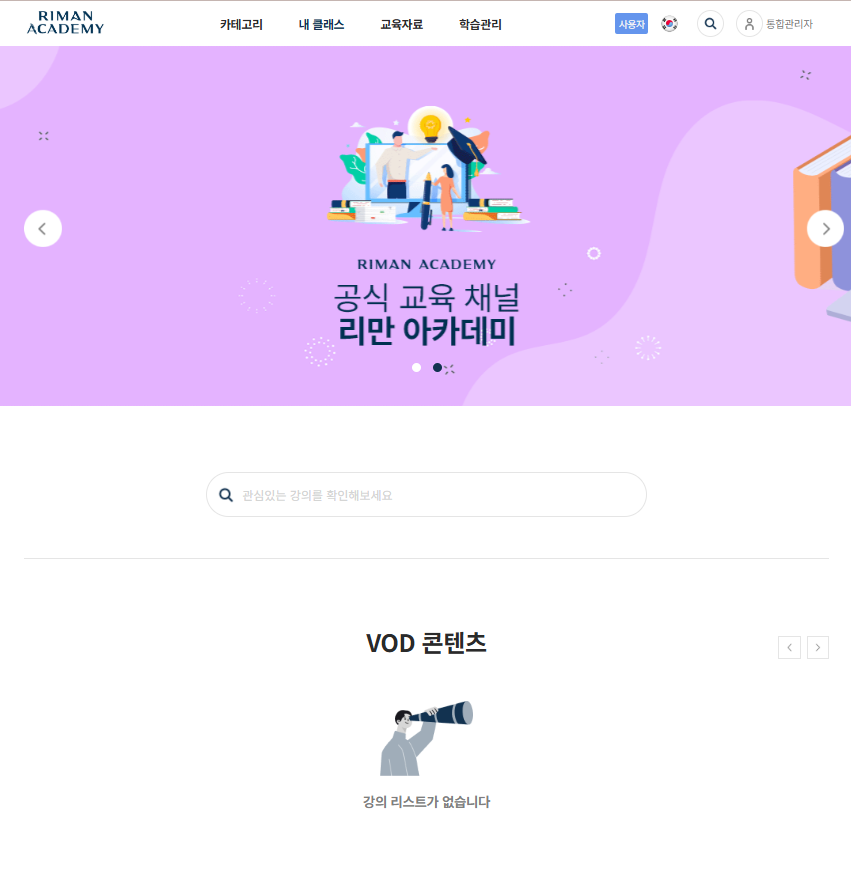 RIMAN
ACADEMY
카테고리
내 클래스
교육자료
학습관리
사용자
통합관리자
RIMAN ACADEMY
공식 교육 채널
리만 아카데미
관심있는 강의를 확인해보세요
VOD 콘텐츠
강의 리스트가 없습니다